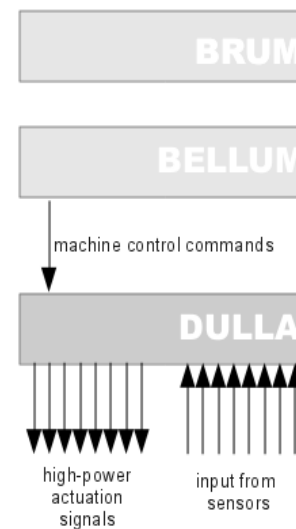 BRUM
BELLUM
machine control commands
DULLA
high-power
actuation
signals
input from
sensors